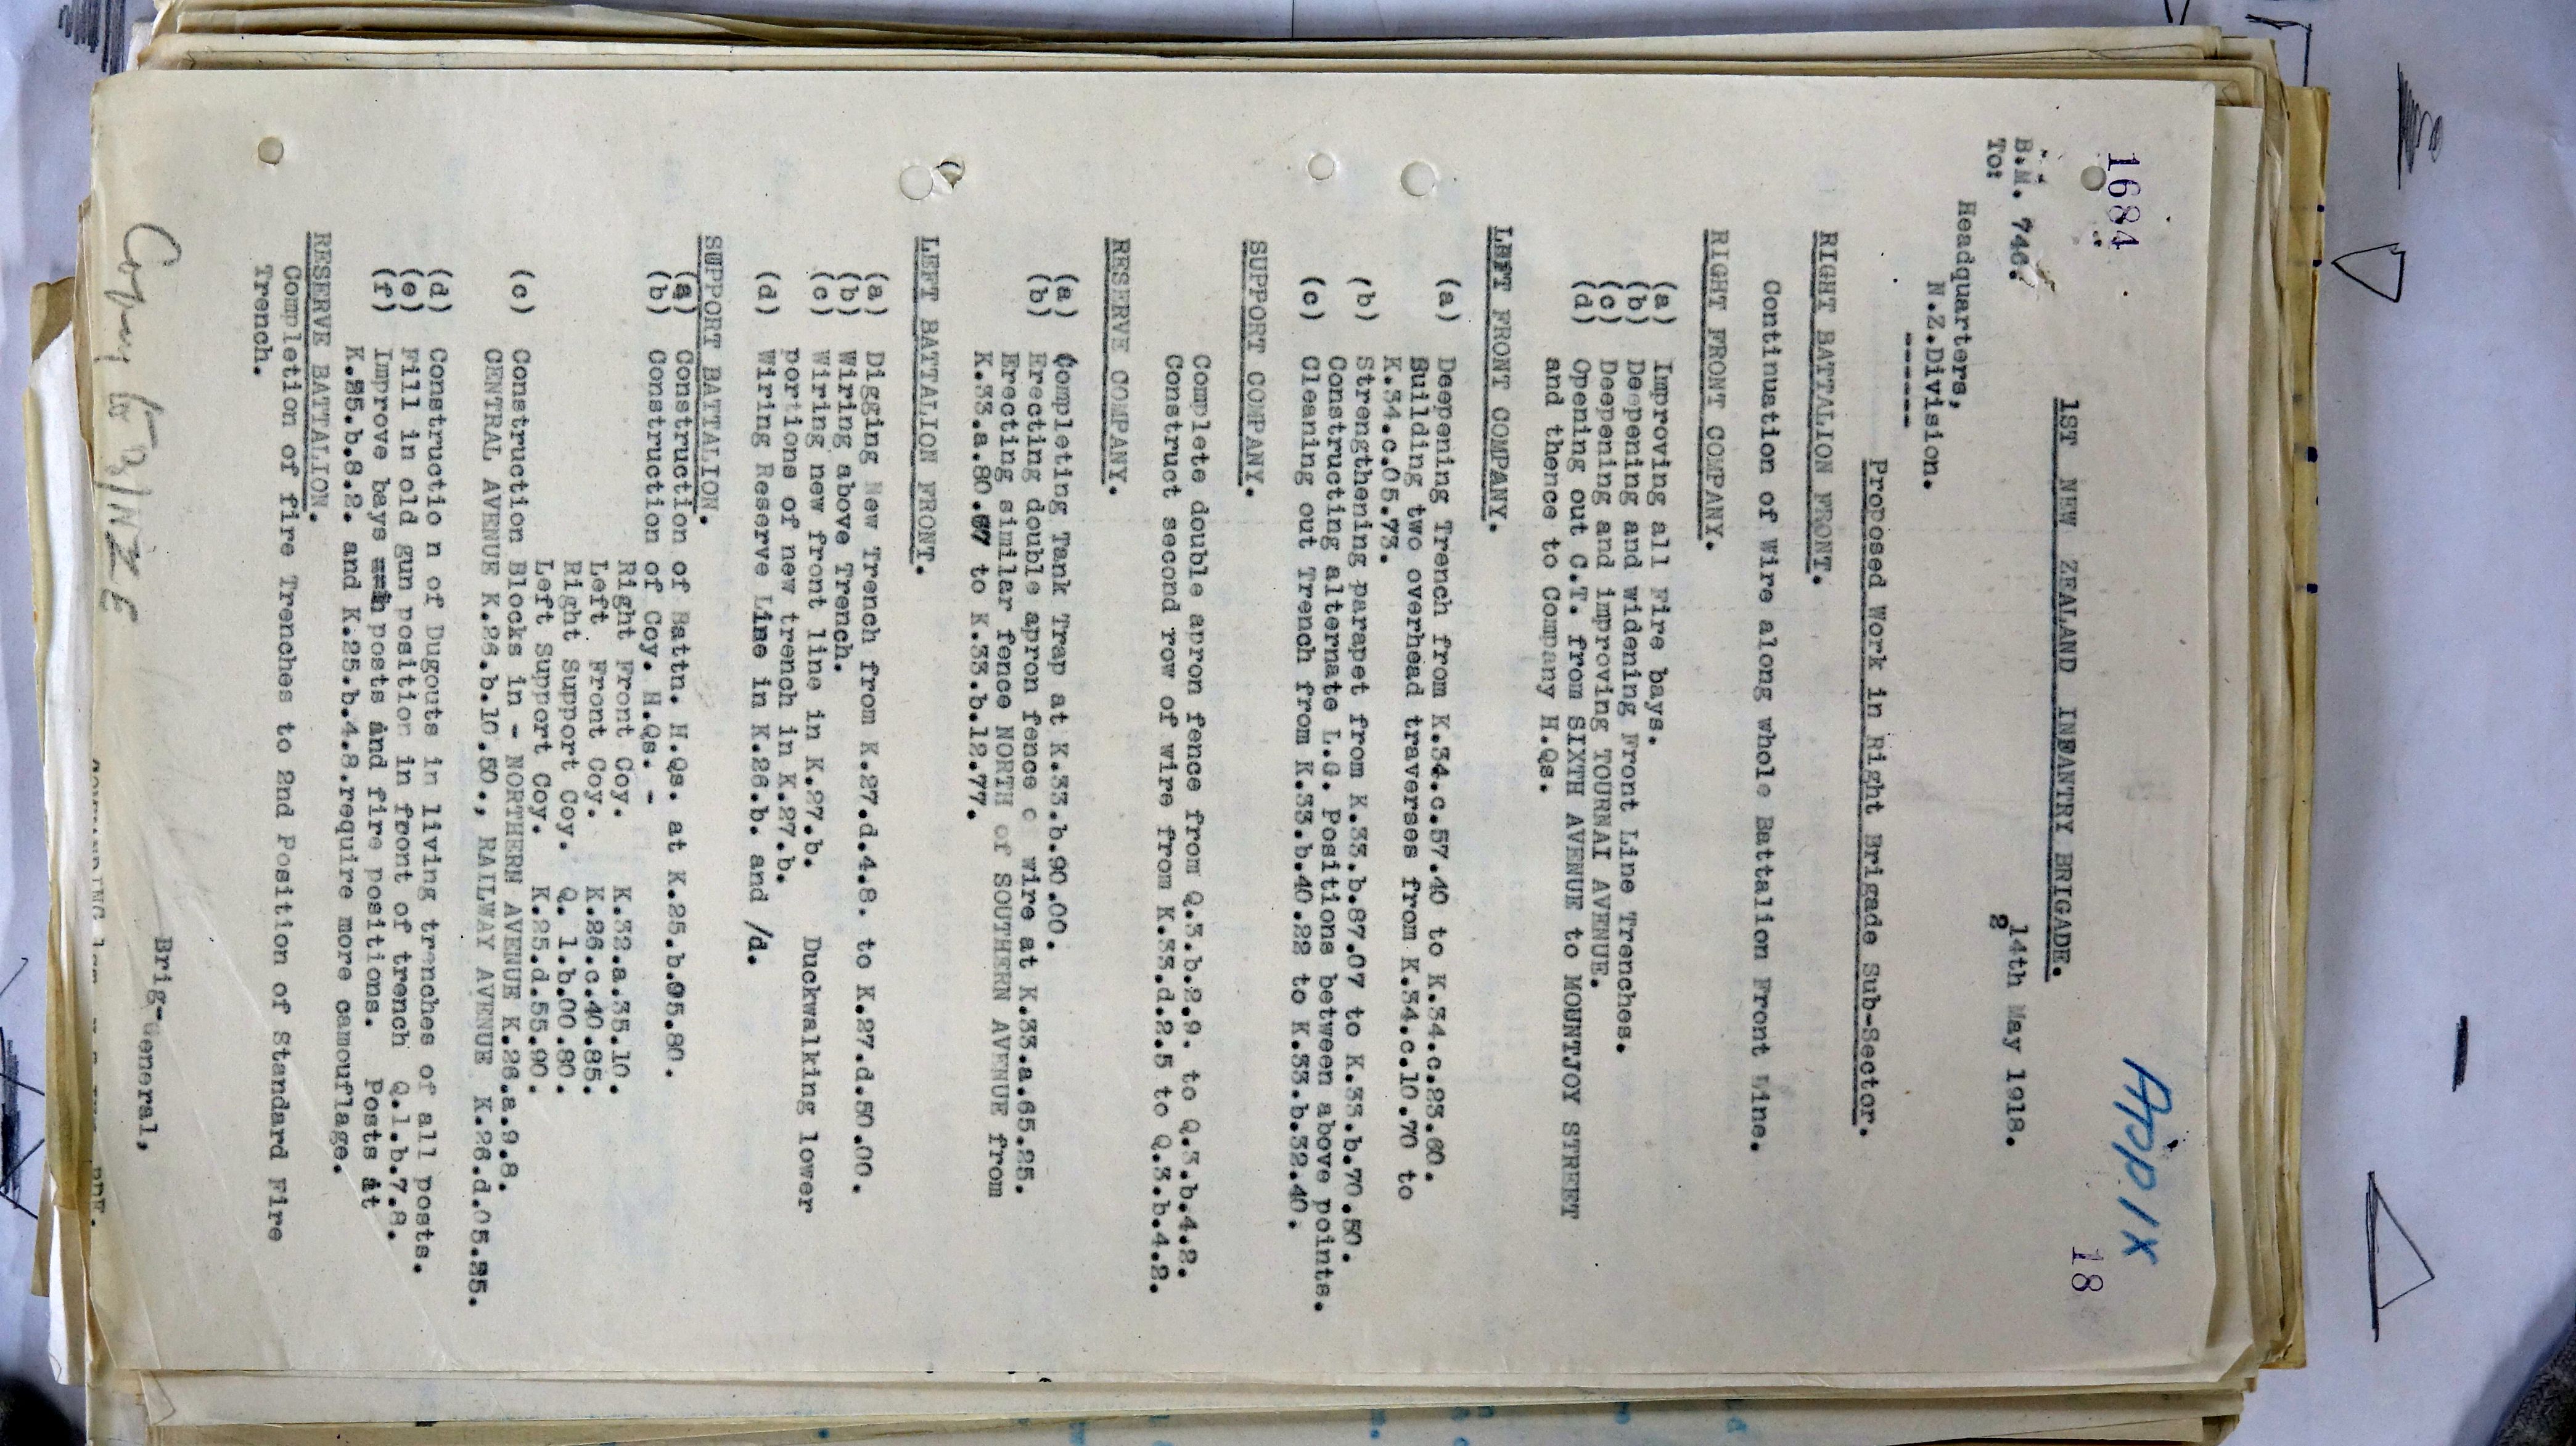 1684
App IX
18
1ST NEW ZEALAND INFANTRY BRIGADE.
B.M. 746.
14th May 1918.
2
To:
Headquarters,
N.Z.Division.
------
Proposed Work in Right Brigade Sub-Sector.
RIGHT BATTALION FRONT.
Continuation of Wire along whole Battalion Front Line.
RIGHT FRONT COMPANY.
(a) Improving all Fire bays.
(b) Deepening and widening Front Line Trenches.
(c) Deepening and improving TOURNAI AVENUE.
(d) Opening out C.T. from SIXTH AVENUE to MOUNTJOY STREET
and thence to Company H.Qs.
LEFT FRONT COMPANY.
(a) Deepening Trench from K.34.c.57.40 to K.34.c.23.60.
Building two overhead traverses from K.34.c.10.70 to
K.34.c.05.73.
(b) Strengthening parapet from K.33.b.87.07 to K.33.b.70.50.
Constructing alternate L.G. Positions between above points.
(c) Cleaning out Trench from K.33.b.40.22 to K.33.b.32.40.
SUPPORT COMPANY.
Complete double apron fence from Q.3.b.2.9. to Q.3.b.4.2.
Construct second row of wire from K.33.d.2.5 to Q.3.b.4.2.
RESERVE COMPANY.
(a) Completing Tank Trap at K.33.b.90.00.
(b) Erecting double apron fence o wire at K.33.a.65.25.
Erecting similar fence NORTH of SOUTHERN AVENUE from
K.33.a.80.67 to K.33.b.12.77.
LEFT BATTALION FRONT.
(a) Digging New Trench from K.27.d.4.8. to K.27.d.50.00.
(b) Wiring above Trench.
(c) Wiring new front line in K.27.b. Duckwalking lower
portions of new trench in K.27.b.
(d) Wiring Reserve Line in K.26.b. and /d.
SUPPORT BATTALION.
(a) Construction of Battn. H.Qs. at K.25.b.95.80.
(b) Construction of Coy. H.Qs. -
Right Front Coy. K.32.a.35.10.
Left Front Coy. K.26.c.40.85.
Right Support Coy. Q. 1.b.00.80.
Left Support Coy. K.25.d.55.90.
(c) Construction Blocks in - NORTHERN AVENUE K.26.a.9.8.
CENTRAL AVENUE K.26.b.10.50., RAILWAY AVENUE K.26.d.05.25.
(d) Constructio n of Dugouts in living trenches of all posts.
(e) Fill in old gun position in front of trench Q.1.b.7.8.
(f) Improve bays posts and fire positions. Posts at
K.25.b.8.2. and K.25.b.4.8.require more camouflage.
RESERVE BATTALION.
Completion of fire Trenches to 2nd Position of Standard Fire
Trench.
Brig-General,
Copy to NZE